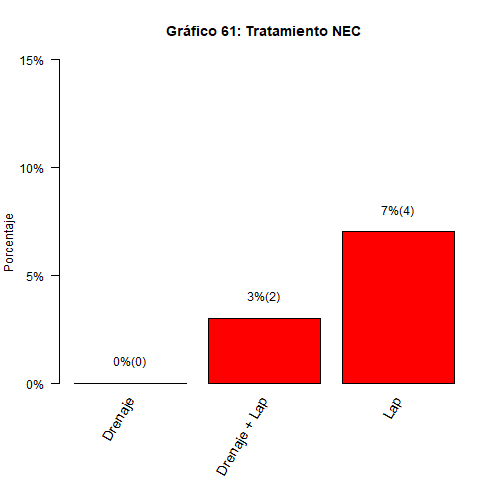 Gráfico 61: Tratamiento NEC
15%
10%
5%
0%
Porcentaje
0%(0)
3%(2)
7%(4)
Drenaje
Drenaje + Lap
Lap